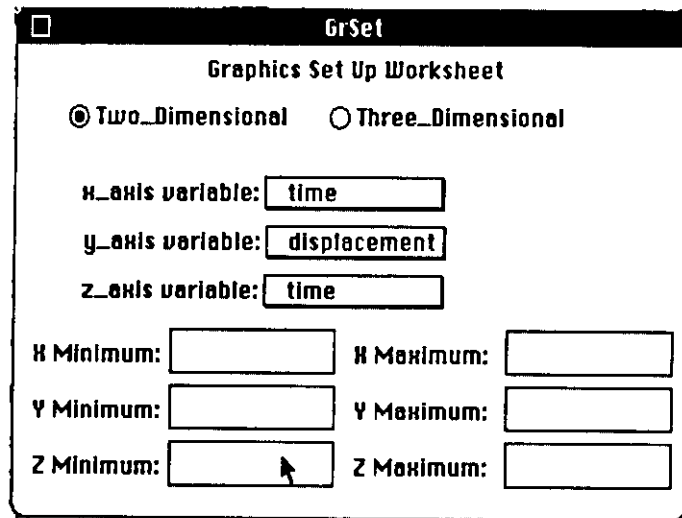 GrSet
Graphics Set Up Worksheet
Two_Dimensional Three_Dimensional
x_axis variable: time
y_axis variable: displacement
z_axis variable: time
X Minimum: X Maximum:
Y Minimum: Y Maximum:
Z Minimum: Z Maximum: